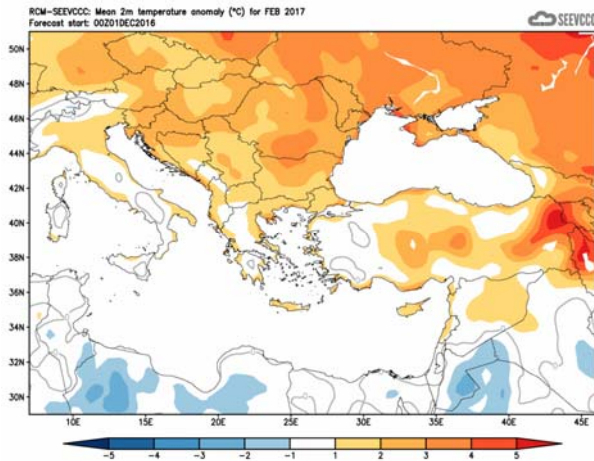 RCM-SEEVCCC: Mean 2m temperature anomaly (°C) for FEB 2017
Forecast start: 00Z01DEC2016
SEEVCCC
50N
48N
46N
44N
42N
40N
38N
36N
34N
32N
30N
10E 15E 20E 25E 30E 35E 40E 45E
-5 -4 -3 -2 -1 1 2 3 4 5